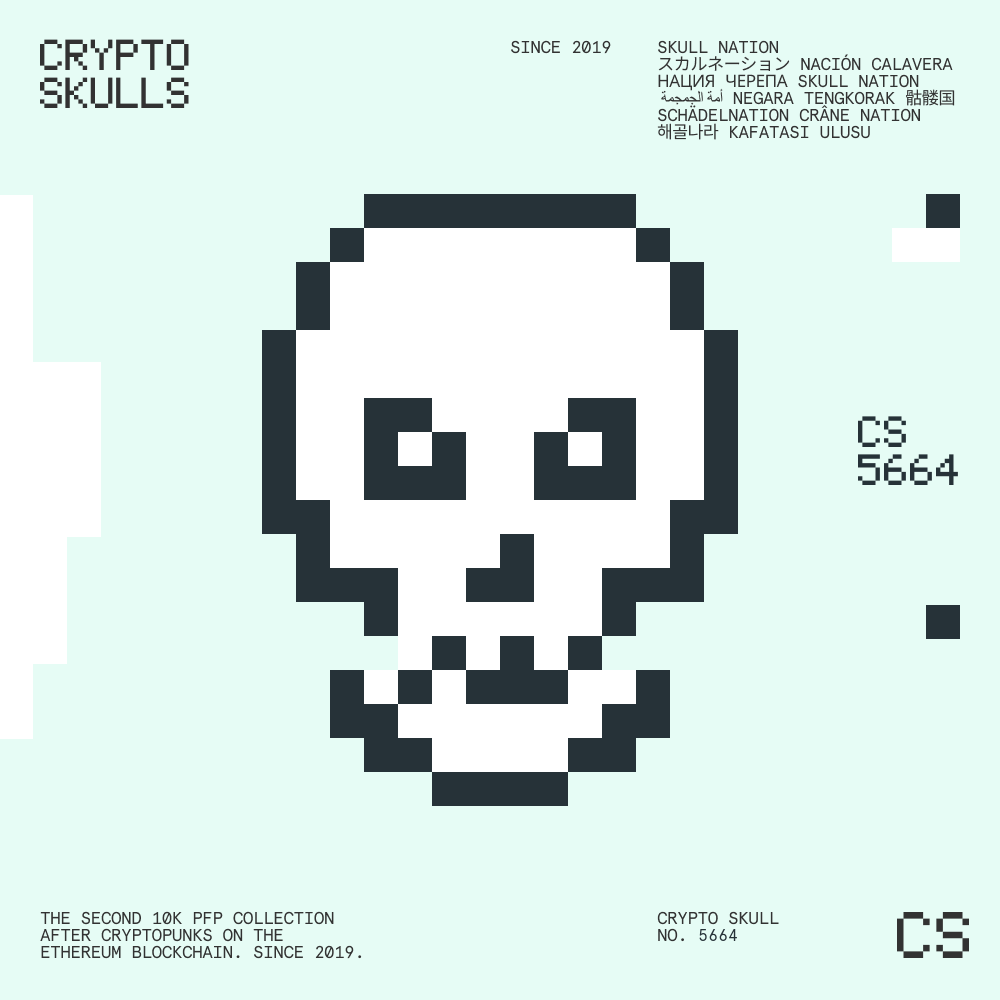 CRYPTO
SKULLS
SINCE 2019
SKULL NATION
スカルネーション NACIÓN CALAVERA
НАЦИЯ ЧЕРЕПА SKULL NATION
أمة الجمجمة NEGARA TENGKORAK 骷髅国
SCHÄDELNATION CRÂNE NATION
해골나라 KAFATASI ULUSU
CS
5664
THE SECOND 10K PFP COLLECTION
AFTER CRYPTOPUNKS ON THE
ETHEREUM BLOCKCHAIN. SINCE 2019.
CRYPTO SKULL
NO. 5664
CS